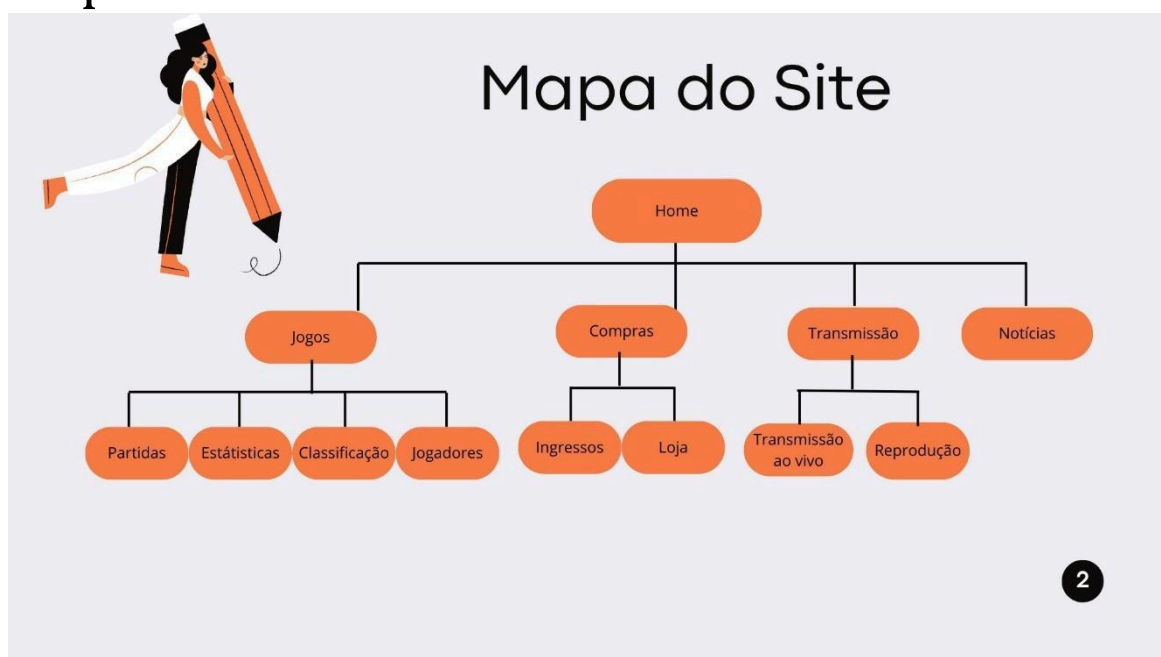 Mapa do Site
Home
Jogos
Compras
Transmissão
Notícias
Partidas
Estátisticas
Classificação
Jogadores
Ingressos
Loja
Transmissão
ao vivo
Reprodução
2